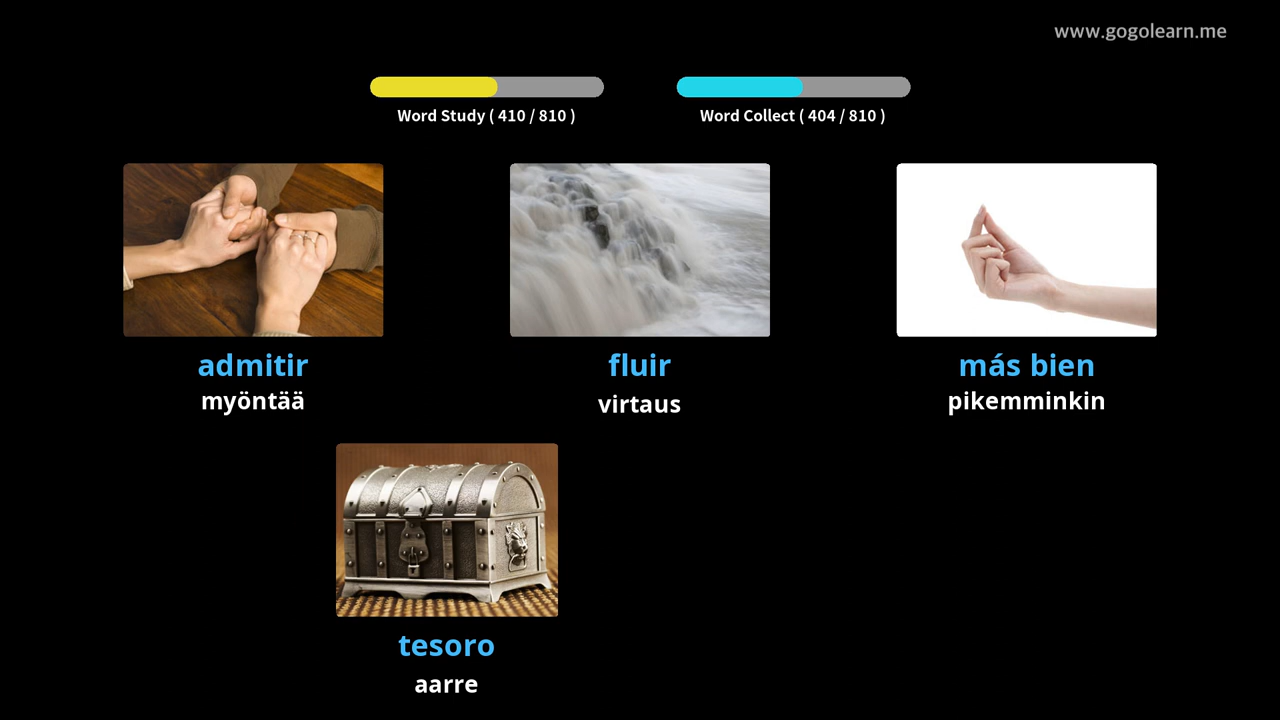 www.gogolearn.me
Word Study ( 410 / 810 )
Word Collect ( 404 / 810 )
admitir
myöntää
fluir
virtaus
más bien
pikemminkin
tesoro
aarre